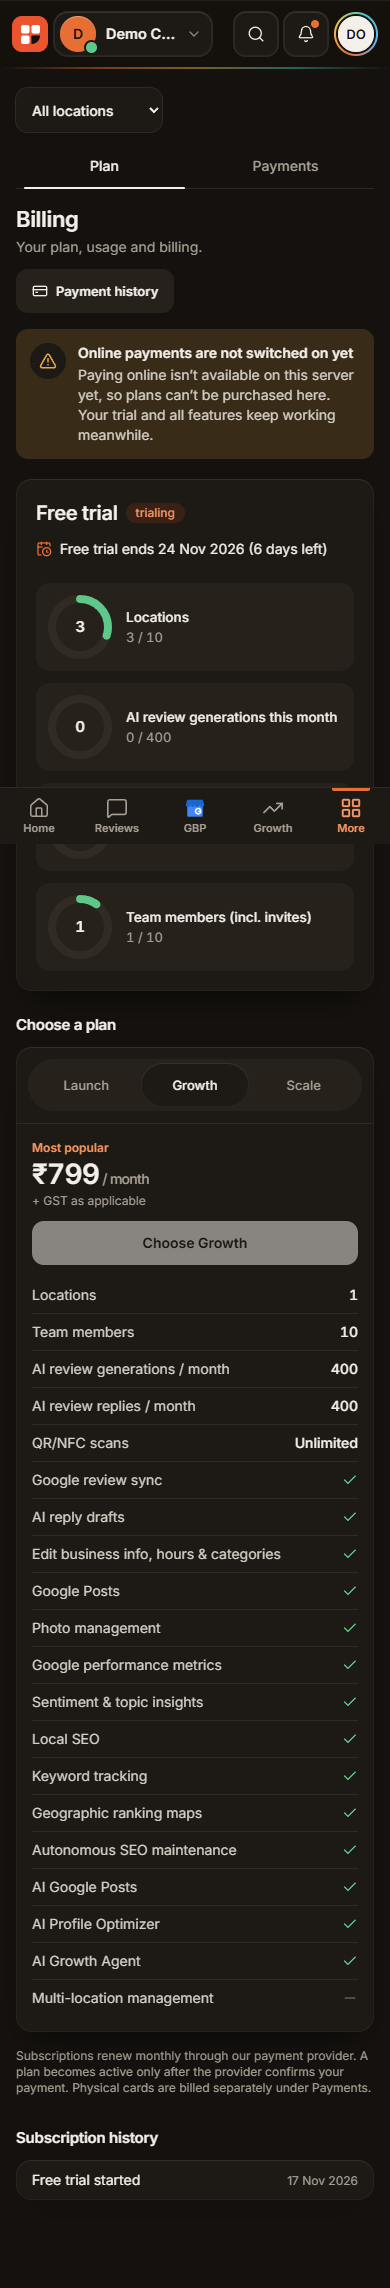 D
Demo C...
DO
All locations
Plan
Payments
Billing
Your plan, usage and billing.
Payment history
Online payments are not switched on yet
Paying online isn’t available on this server
yet, so plans can’t be purchased here.
Your trial and all features keep working
meanwhile.
Free trial
trialing
Free trial ends 24 Nov 2026 (6 days left)
3
Locations
3 / 10
0
AI review generations this month
0 / 400
Home
Reviews
G
GBP
Growth
More
1
Team members (incl. invites)
1 / 10
Choose a plan
Launch
Growth
Scale
Most popular
₹799 / month
+ GST as applicable
Choose Growth
Locations 1
Team members 10
AI review generations / month 400
AI review replies / month 400
QR/NFC scans Unlimited
Google review sync
AI reply drafts
Edit business info, hours & categories
Google Posts
Photo management
Google performance metrics
Sentiment & topic insights
Local SEO
Keyword tracking
Geographic ranking maps
Autonomous SEO maintenance
AI Google Posts
AI Profile Optimizer
AI Growth Agent
Multi-location management –
Subscriptions renew monthly through our payment provider. A
plan becomes active only after the provider confirms your
payment. Physical cards are billed separately under Payments.
Subscription history
Free trial started 17 Nov 2026